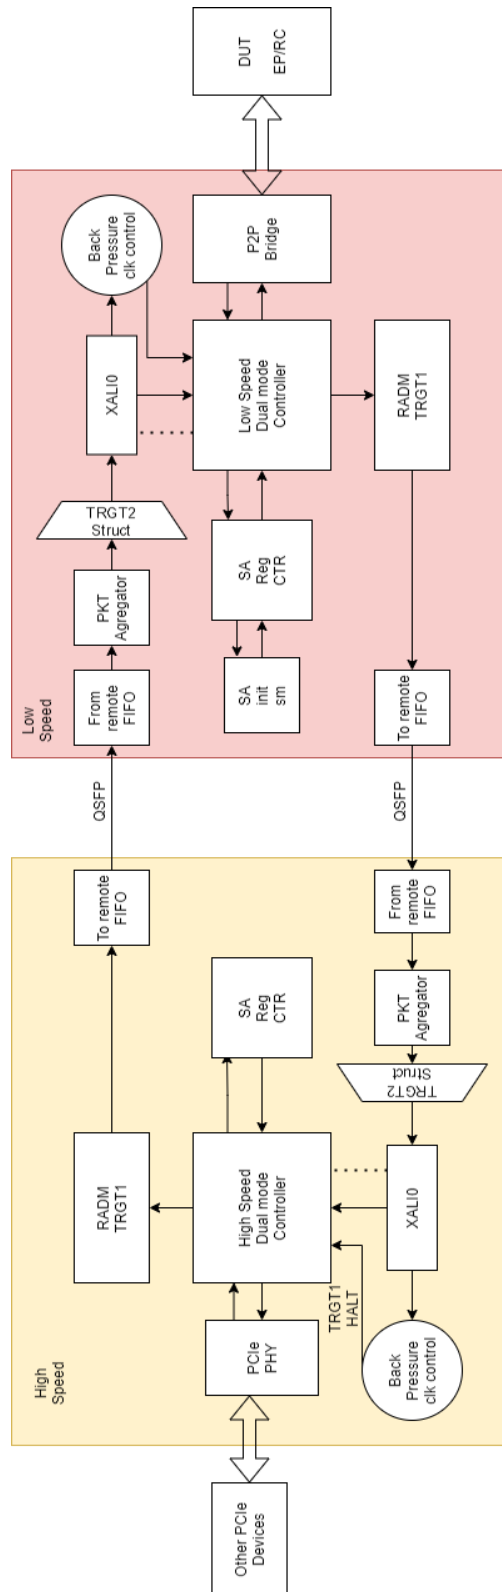 DUT
EP/RC
Low
Speed
Back
Pressure
clk control
P2P
Bridge
XALI0
Low Speed
Dual mode
Controller
RADM
TRGT1
TRGT2
Struct
PKT
Agregator
SA
Reg
CTR
From
remote
FIFO
SA
init
sm
To remote
FIFO
QSFP
QSFP
High
Speed
To remote
FIFO
From
remote
FIFO
SA
Reg
CTR
PKT
Agregator
TRGT2
Struct
RADM
TRGT1
High Speed
Dual mode
Controller
XALI0
TRGT1
HALT
PCIe
PHY
Back
Pressure
clk control
Other PCIe
Devices